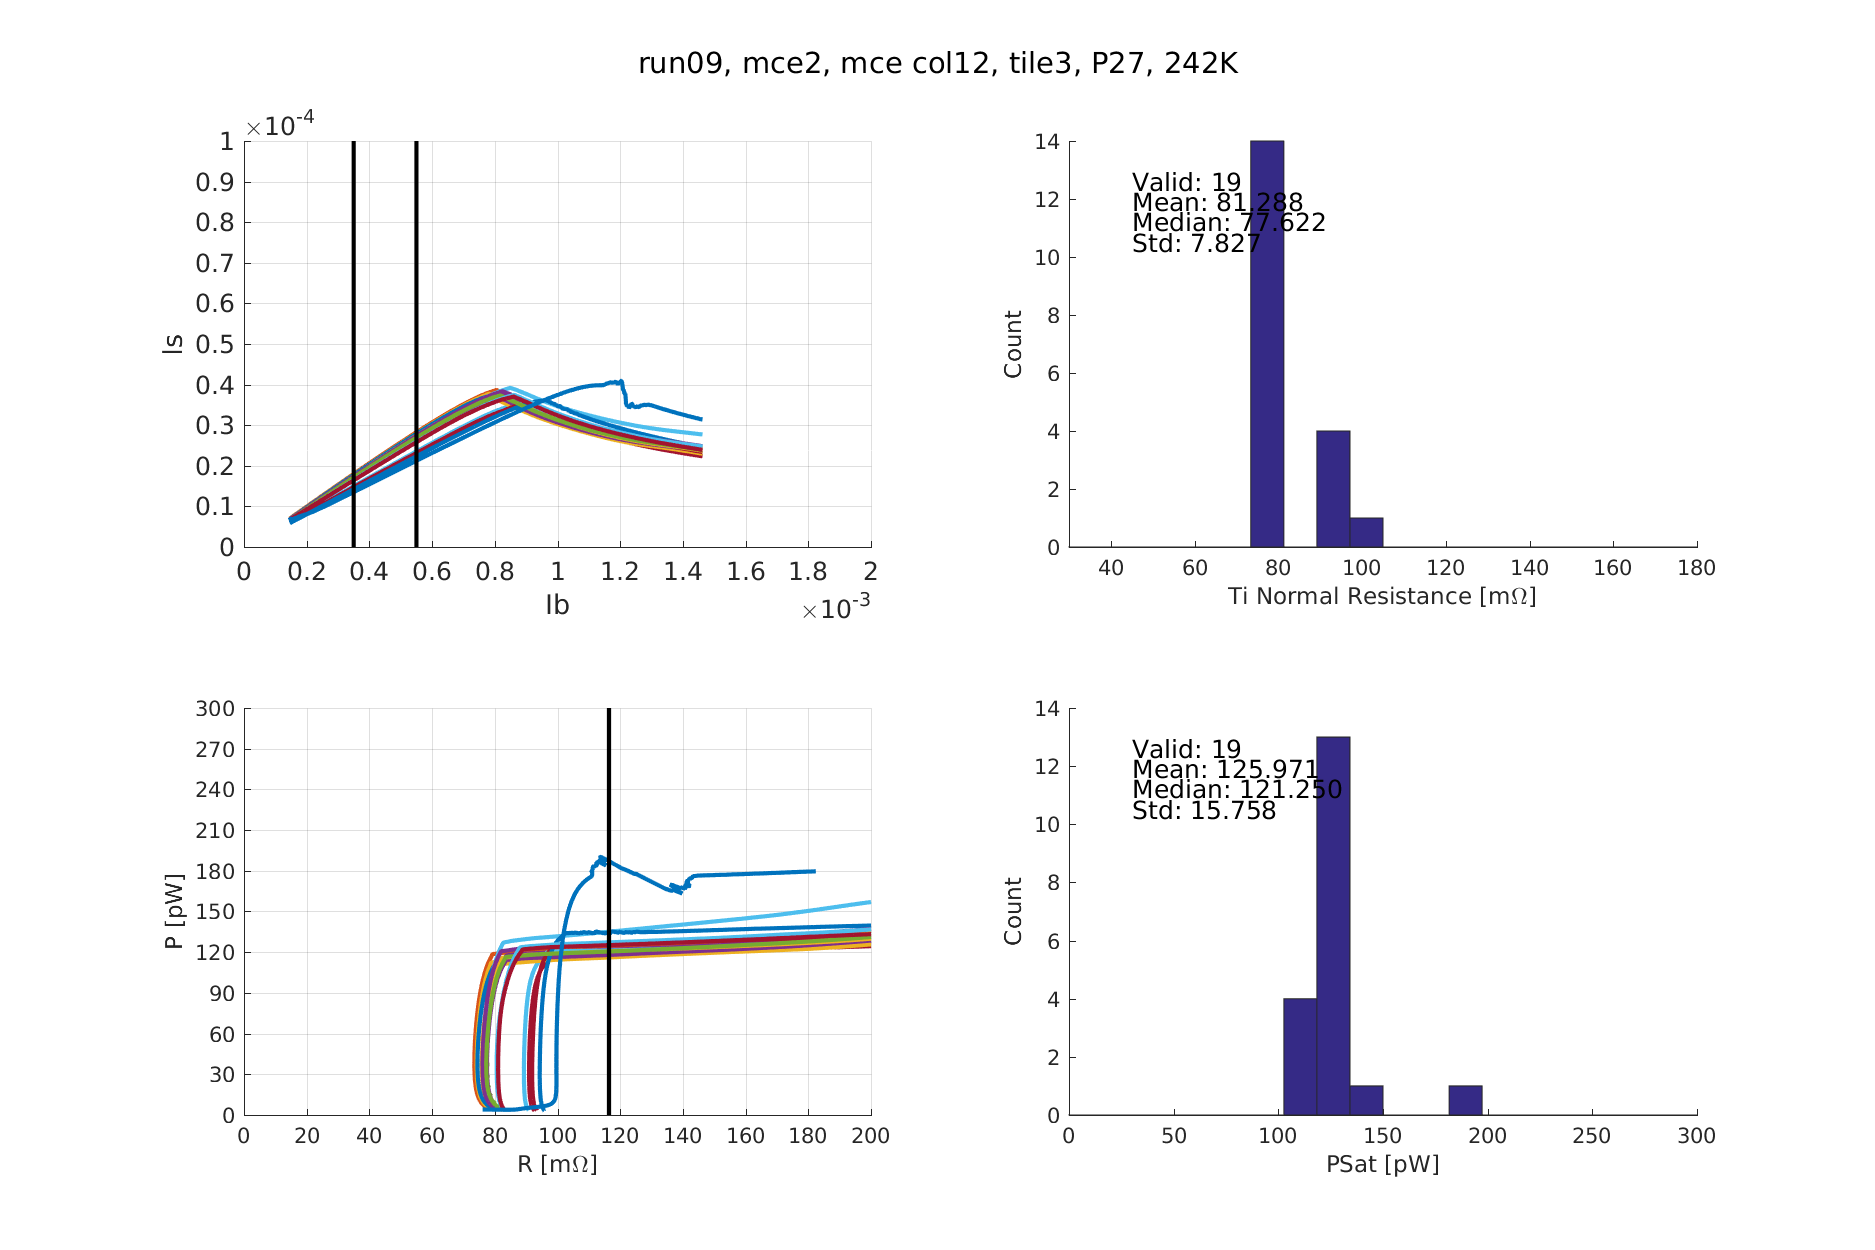 run09, mce2, mce col12, tile3, P27, 242K
×10-4
1
0.9
0.8
0.7
0.6
0.5
0.4
0.3
0.2
0.1
0
Is
0 0.2 0.4 0.6 0.8 1 1.2 1.4 1.6 1.8 2
Ib
×10-3
14
12
10
8
6
4
2
0
Count
Valid: 19
Mean: 81.288
Median: 77.622
Std: 7.827
40 60 80 100 120 140 160 180
Ti Normal Resistance [mΩ]
300
270
240
210
180
150
120
90
60
30
0
P [pW]
0 20 40 60 80 100 120 140 160 180 200
R [mΩ]
14
12
10
8
6
4
2
0
Count
Valid: 19
Mean: 125.971
Median: 121.250
Std: 15.758
0 50 100 150 200 250 300
PSat [pW]